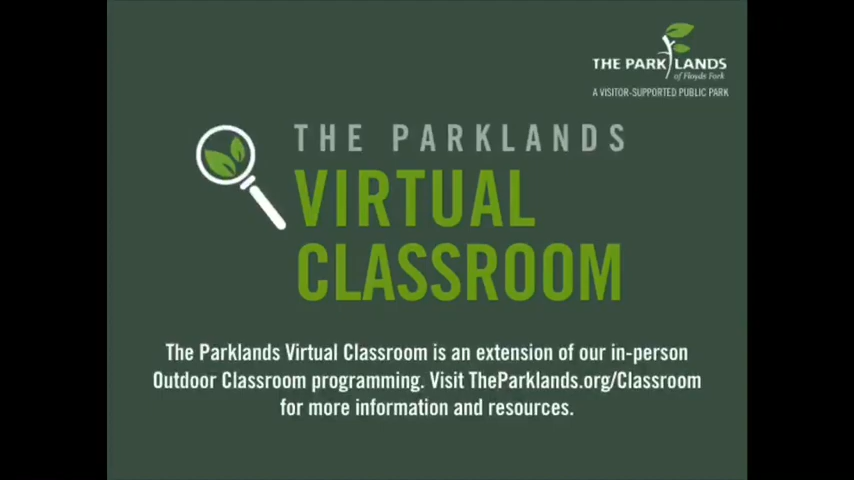 THE PARKLANDS
of Floyds Fork
A VISITOR-SUPPORTED PUBLIC PARK
THE PARKLANDS
VIRTUAL
CLASSROOM
The Parklands Virtual Classroom is an extension of our in-person
Outdoor Classroom programming. Visit TheParklands.org/Classroom
for more information and resources.